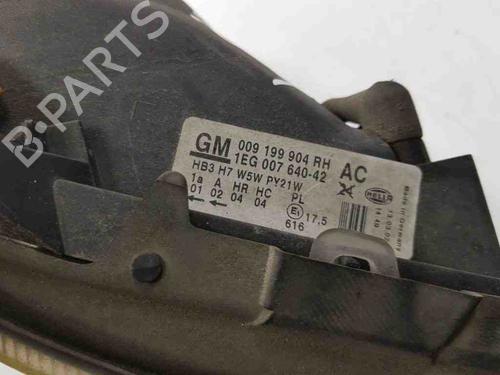 GM 009 199 904 RH
1EG 007 640-42 AC
HB3 H7 W5W PY21W
1a A HR HC PL
01 02 04 04 E1 17,5
616
HELLA
Made in Germany
B-PARTS